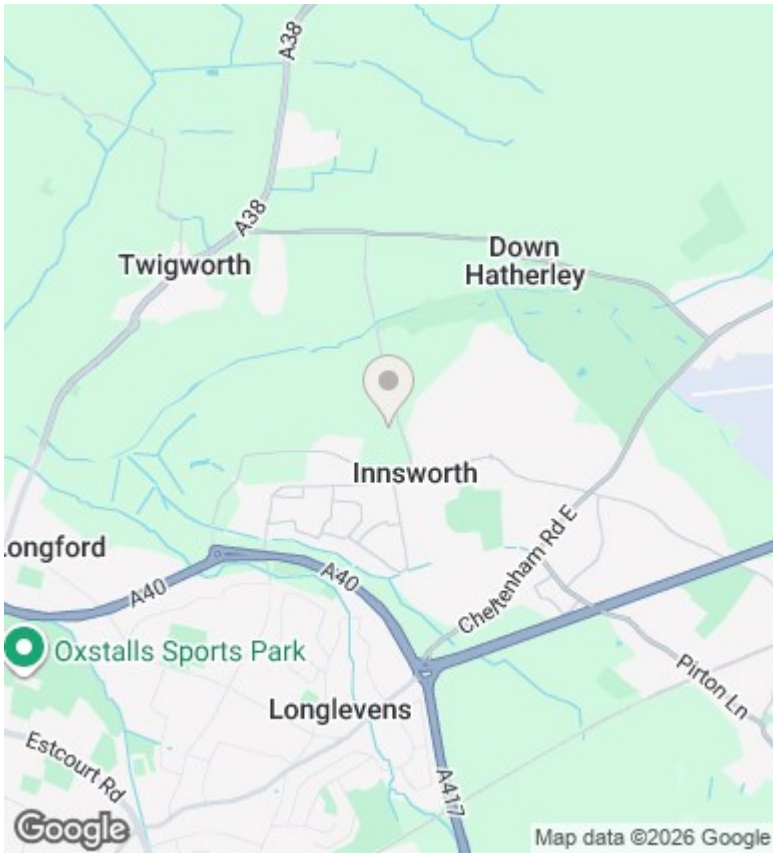 A38
A38
Twigworth
Down
Hatherley
Innsworth
ongford
Cheltenham Rd E
A40
A40
Oxstalls Sports Park
Pirton Ln
Longlevens
Estcourt Rd
A417
Google
Map data ©2026 Google